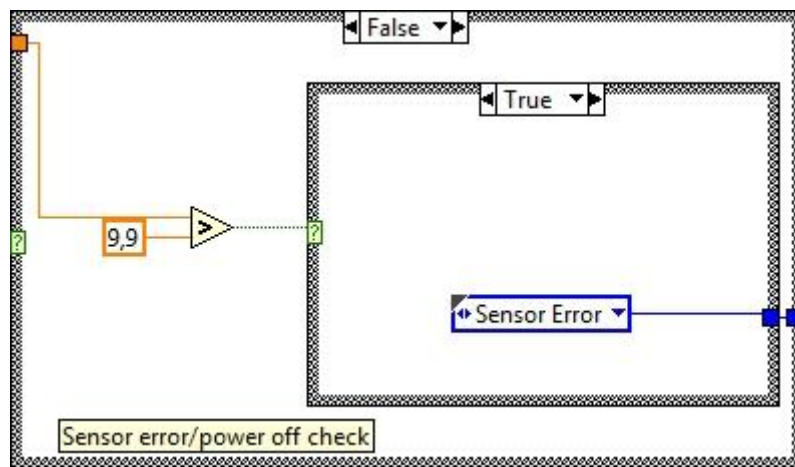 False
True
9,9
>
?
?
Sensor Error
Sensor error/power off check